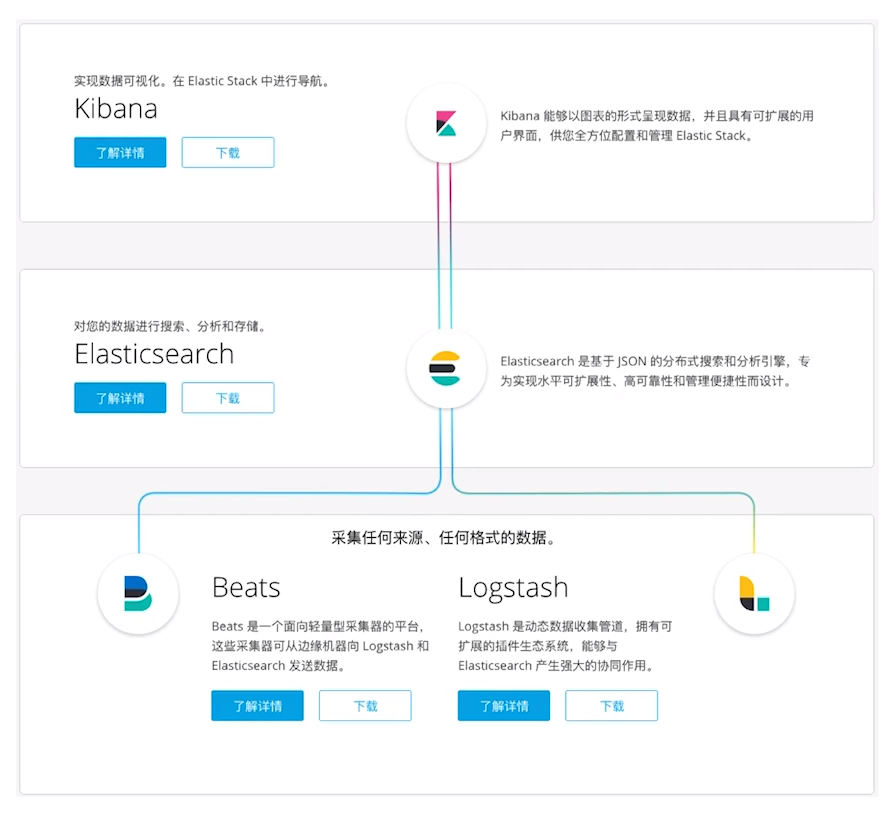 实现数据可视化。在 Elastic Stack 中进行导航。
Kibana
了解详情
下载
Kibana 能够以图表的形式呈现数据，并且具有可扩展的用
户界面，供您全方位配置和管理 Elastic Stack。
对您的数据进行搜索、分析和存储。
Elasticsearch
了解详情
下载
Elasticsearch 是基于 JSON 的分布式搜索和分析引擎，专
为实现水平可扩展性、高可靠性和管理便捷性而设计。
采集任何来源、任何格式的数据。
Beats
Beats 是一个面向轻量型采集器的平台，
这些采集器可从边缘机器向 Logstash 和
Elasticsearch 发送数据。
了解详情
下载
Logstash
Logstash 是动态数据收集管道，拥有可
扩展的插件生态系统，能够与
Elasticsearch 产生强大的协同作用。
了解详情
下载